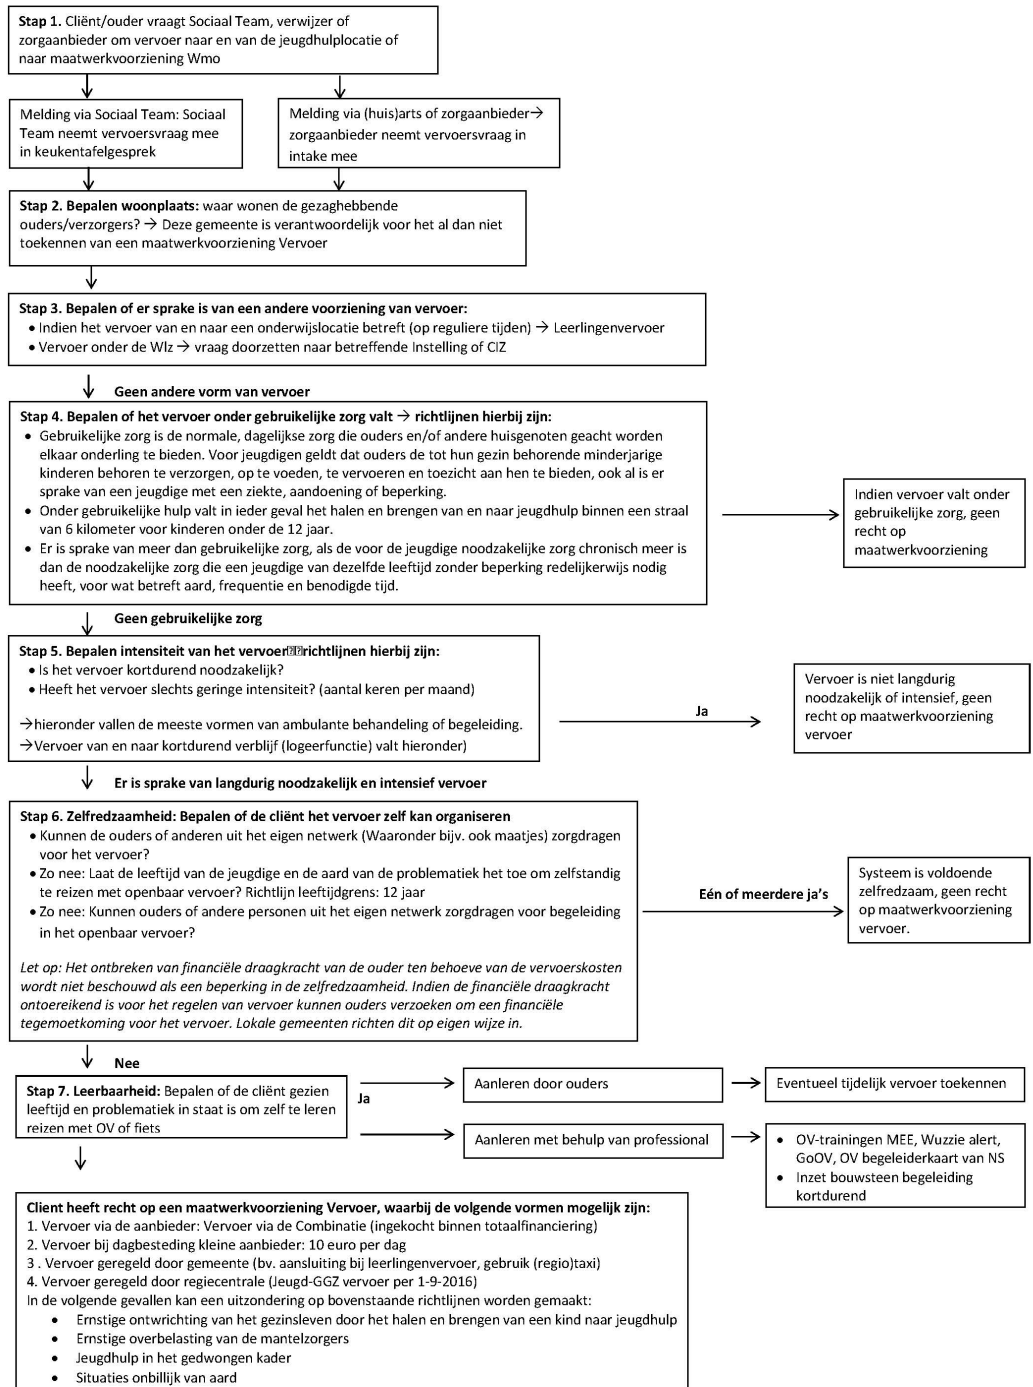 Stap 1. Cliënt/ouder vraagt Sociaal Team, verwijzer of
zorgaanbieder om vervoer naar en van de jeugdhulplocatie of
naar maatwerkvoorziening Wmo
Melding via Sociaal Team: Sociaal
Team neemt vervoersvraag mee
in keukentafelgesprek
Melding via (huis)arts of zorgaanbieder→
zorgaanbieder neemt vervoersvraag in
intake mee
Stap 2. Bepalen woonplaats: waar wonen de gezaghebbende
ouders/verzorgers? → Deze gemeente is verantwoordelijk voor het al dan niet
toekennen van een maatwerkvoorziening Vervoer
Stap 3. Bepalen of er sprake is van een andere voorziening van vervoer:
• Indien het vervoer van en naar een onderwijslocatie betreft (op reguliere tijden) → Leerlingenvervoer
• Vervoer onder de Wlz → vraag doorzetten naar betreffende Instelling of CIZ
Geen andere vorm van vervoer
Stap 4. Bepalen of het vervoer onder gebruikelijke zorg valt → richtlijnen hierbij zijn:
• Gebruikelijke zorg is de normale, dagelijkse zorg die ouders en/of andere huisgenoten geacht worden
elkaar onderling te bieden. Voor jeugdigen geldt dat ouders de tot hun gezin behorende minderjarige
kinderen behoren te verzorgen, op te voeden, te vervoeren en toezicht aan hen te bieden, ook al is er
sprake van een jeugdige met een ziekte, aandoening of beperking.
• Onder gebruikelijke hulp valt in ieder geval het halen en brengen van en naar jeugdhulp binnen een straal
van 6 kilometer voor kinderen onder de 12 jaar.
• Er is sprake van meer dan gebruikelijke zorg, als de voor de jeugdige noodzakelijke zorg chronisch meer is
dan de noodzakelijke zorg die een jeugdige van dezelfde leeftijd zonder beperking redelijkerwijs nodig
heeft, voor wat betreft aard, frequentie en benodigde tijd.
Indien vervoer valt onder
gebruikelijke zorg, geen
recht op
maatwerkvoorziening
Geen gebruikelijke zorg
Stap 5. Bepalen intensiteit van het vervoer⍰⍰richtlijnen hierbij zijn:
• Is het vervoer kortdurend noodzakelijk?
• Heeft het vervoer slechts geringe intensiteit? (aantal keren per maand)
→hieronder vallen de meeste vormen van ambulante behandeling of begeleiding.
→Vervoer van en naar kortdurend verblijf (logeerfunctie) valt hieronder)
Ja
Vervoer is niet langdurig
noodzakelijk of intensief, geen
recht op maatwerkvoorziening
vervoer
Er is sprake van langdurig noodzakelijk en intensief vervoer
Stap 6. Zelfredzaamheid: Bepalen of de cliënt het vervoer zelf kan organiseren
• Kunnen de ouders of anderen uit het eigen netwerk (Waaronder bijv. ook maatjes) zorgdragen
voor het vervoer?
• Zo nee: Laat de leeftijd van de jeugdige en de aard van de problematiek het toe om zelfstandig
te reizen met openbaar vervoer? Richtlijn leeftijdgrens: 12 jaar
• Zo nee: Kunnen ouders of andere personen uit het eigen netwerk zorgdragen voor begeleiding
in het openbaar vervoer?
Let op: Het ontbreken van financiële draagkracht van de ouder ten behoeve van de vervoerskosten
wordt niet beschouwd als een beperking in de zelfredzaamheid. Indien de financiële draagkracht
ontoereikend is voor het regelen van vervoer kunnen ouders verzoeken om een financiële
tegemoetkoming voor het vervoer. Lokale gemeenten richten dit op eigen wijze in.
Eén of meerdere ja's
Systeem is voldoende
zelfredzaam, geen recht
op maatwerkvoorziening
vervoer.
Nee
Stap 7. Leerbaarheid: Bepalen of de cliënt gezien
leeftijd en problematiek in staat is om zelf te leren
reizen met OV of fiets
Ja
Aanleren door ouders
Eventueel tijdelijk vervoer toekennen
Aanleren met behulp van professional
• OV-trainingen MEE, Wuzzie alert,
GoOV, OV begeleiderkaart van NS
• Inzet bouwsteen begeleiding
kortdurend
Client heeft recht op een maatwerkvoorziening Vervoer, waarbij de volgende vormen mogelijk zijn:
1. Vervoer via de aanbieder: Vervoer via de Combinatie (ingekocht binnen totaalfinanciering)
2. Vervoer bij dagbesteding kleine aanbieder: 10 euro per dag
3 . Vervoer geregeld door gemeente (bv. aansluiting bij leerlingenvervoer, gebruik (regio)taxi)
4. Vervoer geregeld door regiecentrale (Jeugd-GGZ vervoer per 1-9-2016)
In de volgende gevallen kan een uitzondering op bovenstaande richtlijnen worden gemaakt:
• Ernstige ontwrichting van het gezinsleven door het halen en brengen van een kind naar jeugdhulp
• Ernstige overbelasting van de mantelzorgers
• Jeugdhulp in het gedwongen kader
• Situaties onbillijk van aard